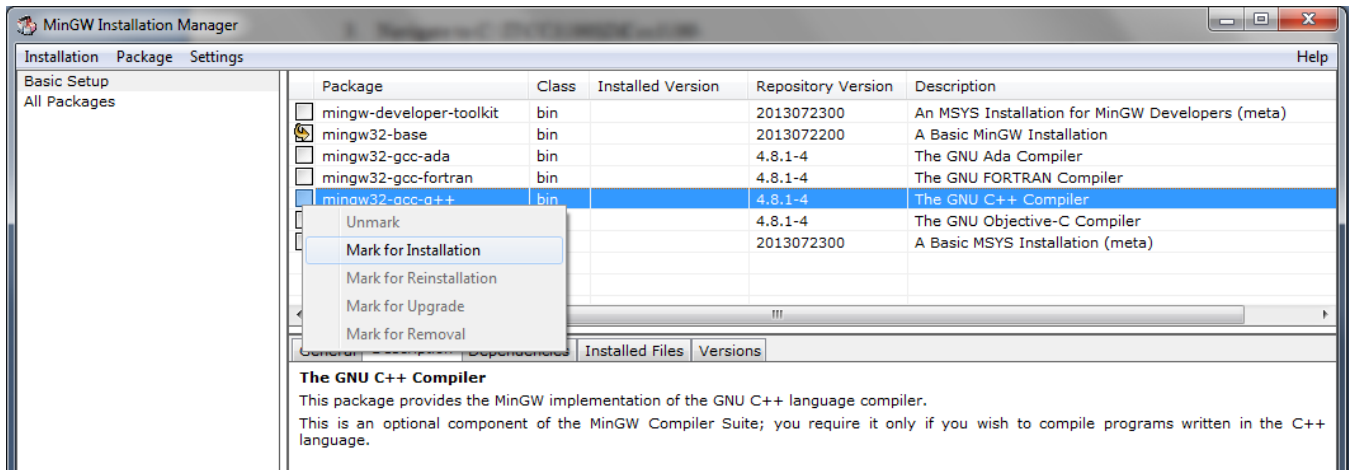 MinGW Installation Manager
Installation Package Settings Help
Basic Setup
All Packages
Package Class Installed Version Repository Version Description
mingw-developer-toolkit bin 2013072300 An MSYS Installation for MinGW Developers (meta)
mingw32-base bin 2013072200 A Basic MinGW Installation
mingw32-gcc-ada bin 4.8.1-4 The GNU Ada Compiler
mingw32-gcc-fortran bin 4.8.1-4 The GNU FORTRAN Compiler
mingw32-gcc-g++ bin 4.8.1-4 The GNU C++ Compiler
4.8.1-4 The GNU Objective-C Compiler
2013072300 A Basic MSYS Installation (meta)
Unmark
Mark for Installation
Mark for Reinstallation
Mark for Upgrade
Mark for Removal
General Description Dependencies Installed Files Versions
The GNU C++ Compiler
This package provides the MinGW implementation of the GNU C++ language compiler.
This is an optional component of the MinGW Compiler Suite; you require it only if you wish to compile programs written in the C++
language.